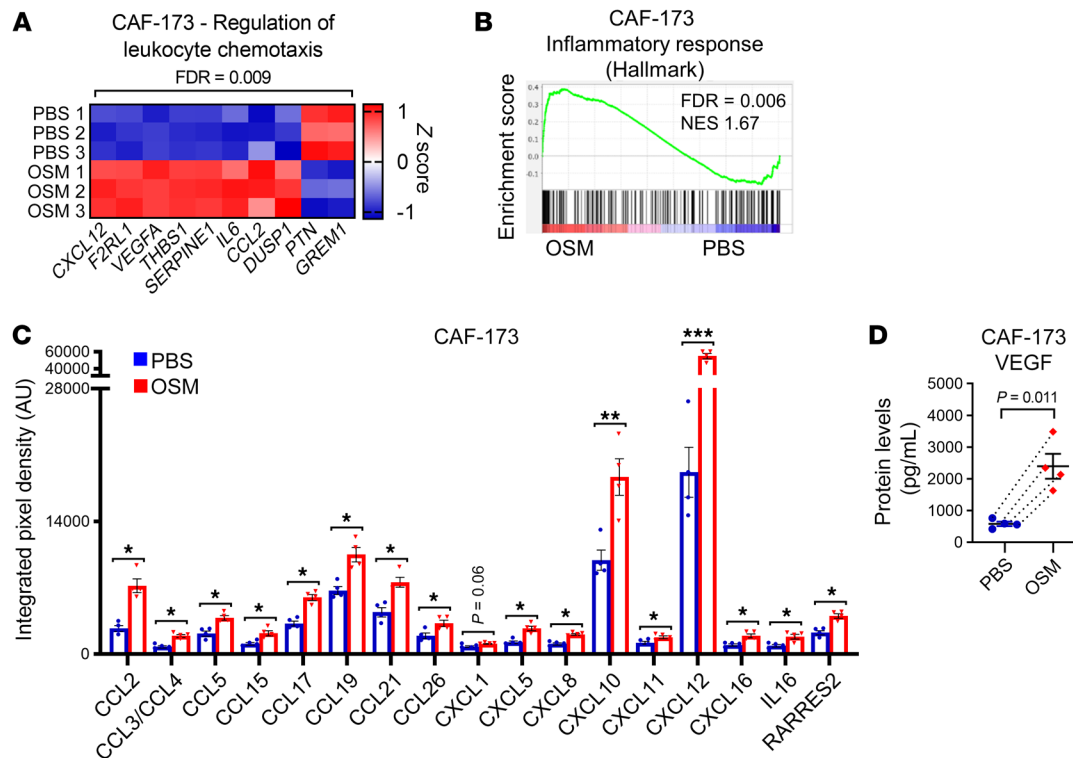 A
CAF-173 - Regulation of
leukocyte chemotaxis
FDR = 0.009
PBS 1
PBS 2
PBS 3
OSM 1
OSM 2
OSM 3
1
0
-1
Z score
CXCL12
F2RL1
VEGFA
THBS1
SERPINE1
IL6
CCL2
DUSP1
PTN
GREM1
B
CAF-173
Inflammatory response
(Hallmark)
Enrichment score
0.4
0.3
0.2
0.1
0.0
-0.1
FDR = 0.006
NES 1.67
OSM
PBS
C
CAF-173
Integrated pixel density (AU)
60000
40000
28000
14000
0
PBS
OSM
*
*
*
*
*
*
*
*
P = 0.06
*
*
**
*
***
*
*
*
CCL2
CCL3/CCL4
CCL5
CCL15
CCL17
CCL19
CCL21
CCL26
CXCL1
CXCL5
CXCL8
CXCL10
CXCL11
CXCL12
CXCL16
IL16
RARRES2
D
CAF-173
VEGF
Protein levels
(pg/mL)
5000
4000
3000
2000
1000
0
P = 0.011
PBS
OSM